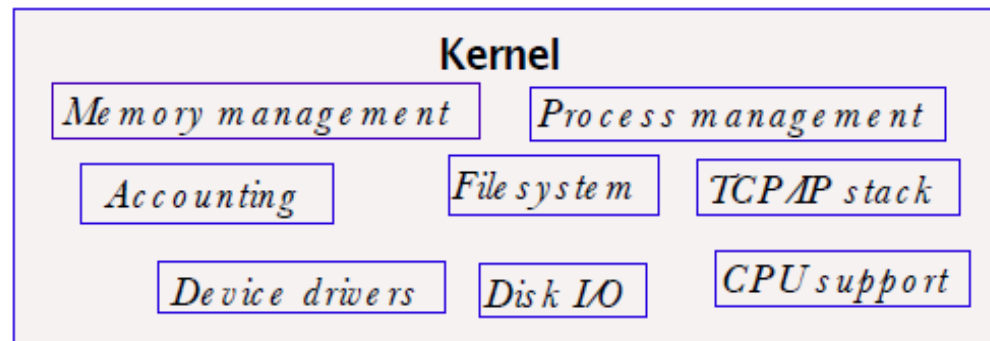 Kernel
Memory management
Process management
Accounting
File system
TCP/IP stack
Device drivers
Disk I/O
CPU support